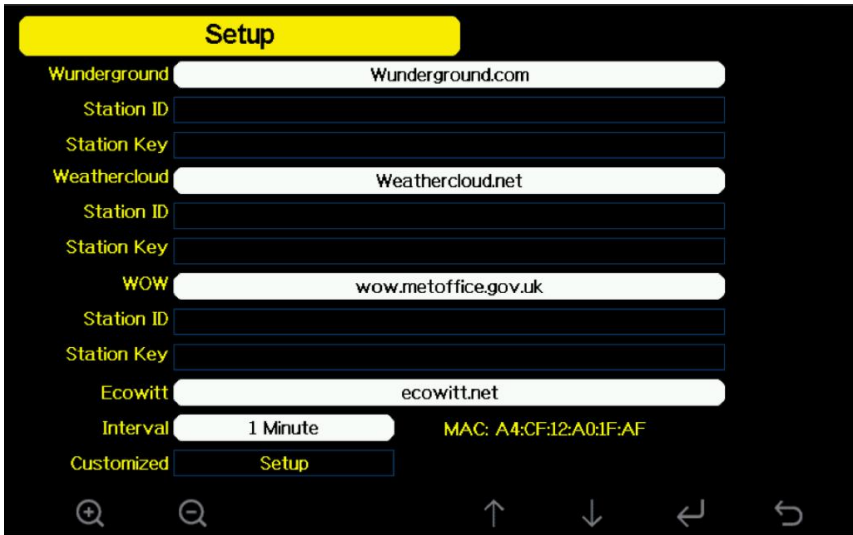 Setup
Wunderground Wunderground.com
Station ID
Station Key
Weathercloud Weathercloud.net
Station ID
Station Key
WOW wow.metoffice.gov.uk
Station ID
Station Key
Ecowitt ecowitt.net
Interval 1 Minute MAC: A4:CF:12:A0:1F:AF
Customized Setup